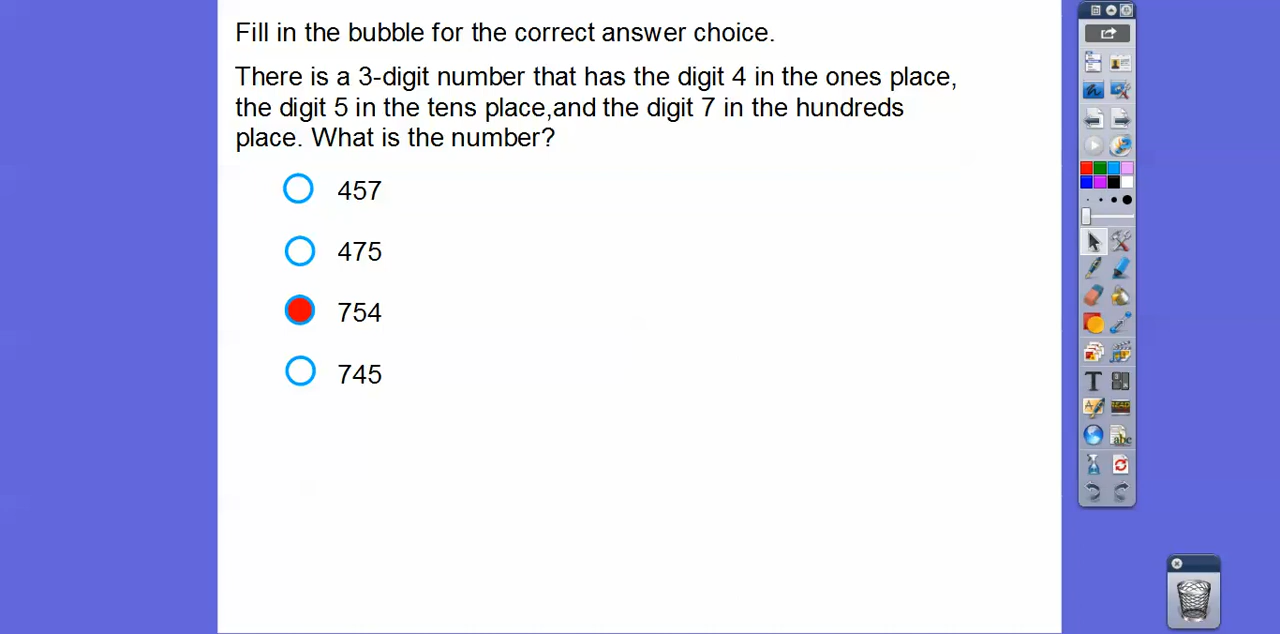 Fill in the bubble for the correct answer choice.
There is a 3-digit number that has the digit 4 in the ones place,
the digit 5 in the tens place,and the digit 7 in the hundreds
place. What is the number?
457
475
754
745